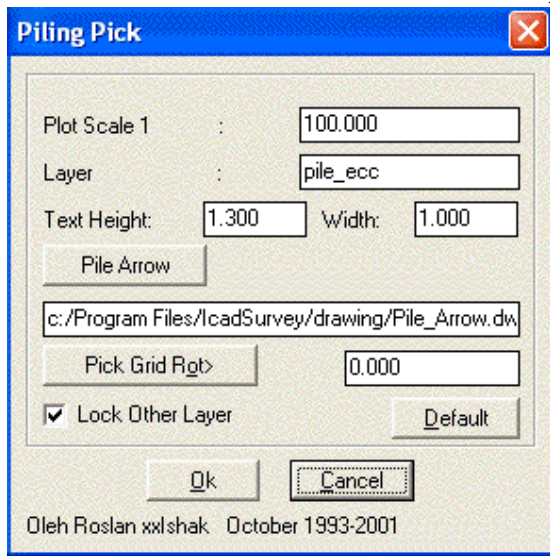 Piling Pick
Plot Scale 1 : 100.000
Layer : pile_ecc
Text Height: 1.300 Width: 1.000
Pile Arrow
c:/Program Files/IcadSurvey/drawing/Pile_Arrow.dw
Pick Grid Rot> 0.000
Lock Other Layer Default
Ok Cancel
Oleh Roslan xxIshak October 1993-2001